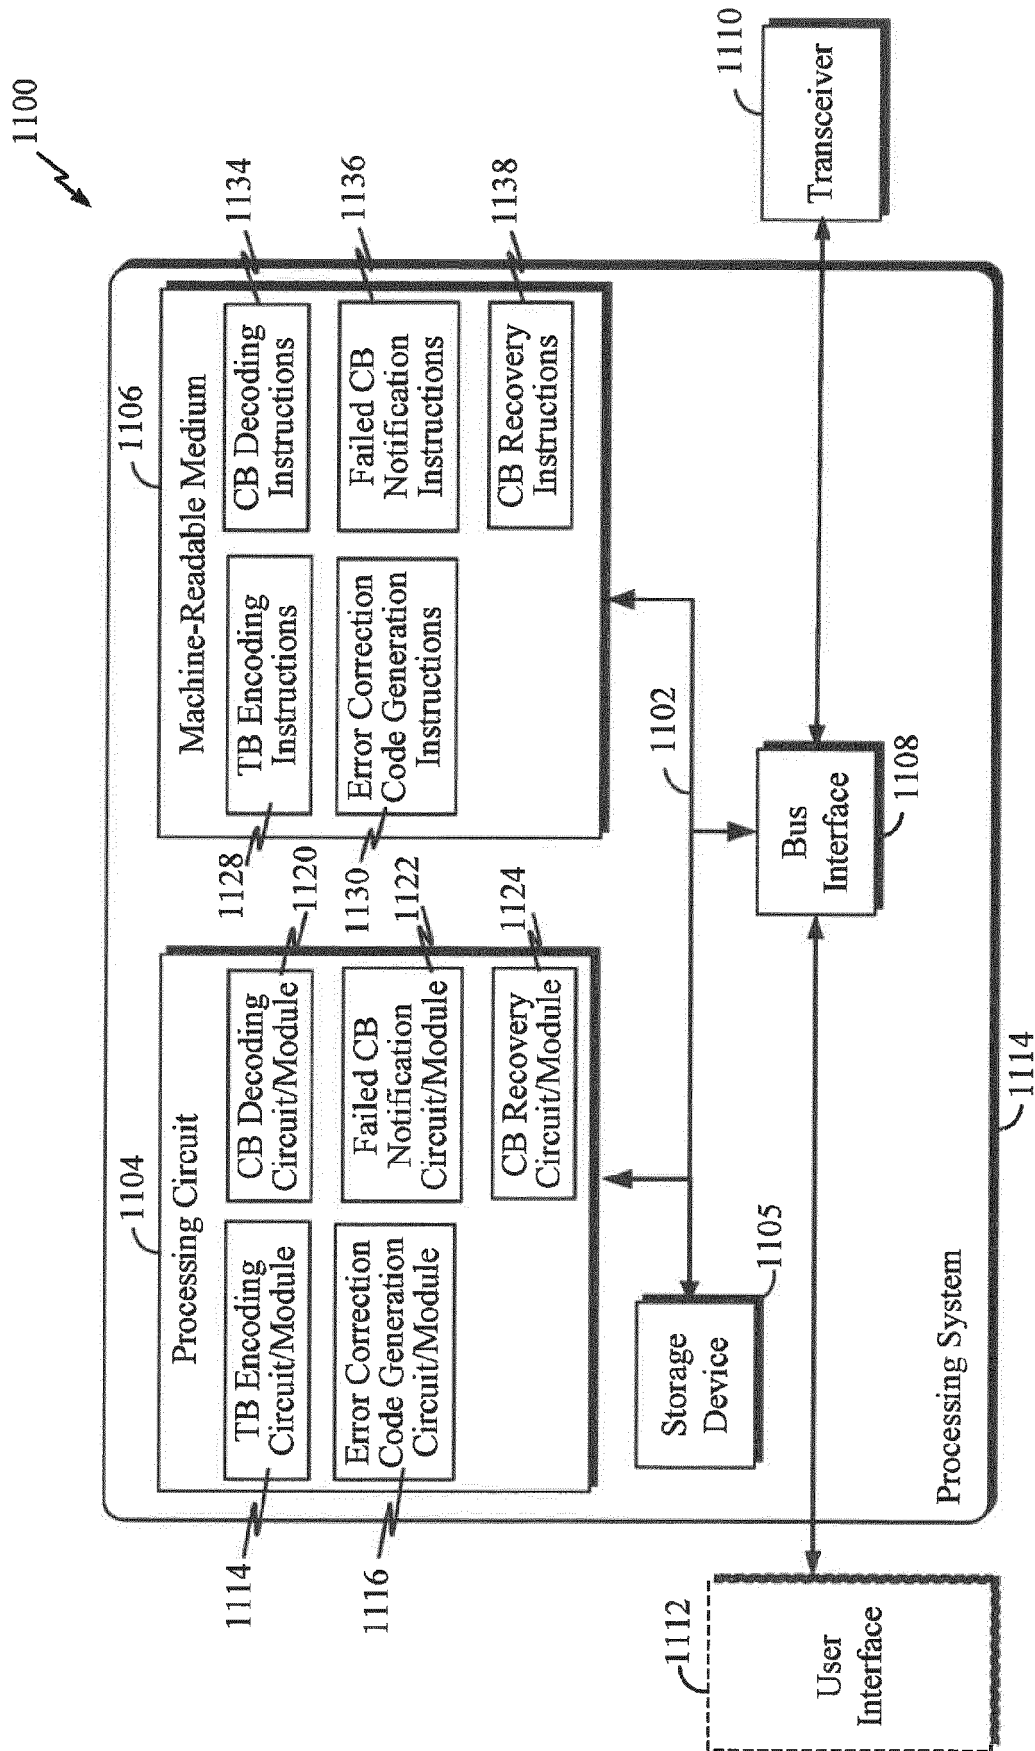 1100
1104
Processing Circuit
TB Encoding
Circuit/Module
CB Decoding
Circuit/Module
Error Correction
Code Generation
Circuit/Module
Failed CB
Notification
Circuit/Module
CB Recovery
Circuit/Module
1114
1116
1120
1122
1124
1106
Machine-Readable Medium
TB Encoding
Instructions
CB Decoding
Instructions
Error Correction
Code Generation
Instructions
Failed CB
Notification
Instructions
CB Recovery
Instructions
1128
1130
1134
1136
1138
1102
Storage
Device
1105
Bus
Interface
1108
1112
User
Interface
Transceiver
1110
Processing System
1114